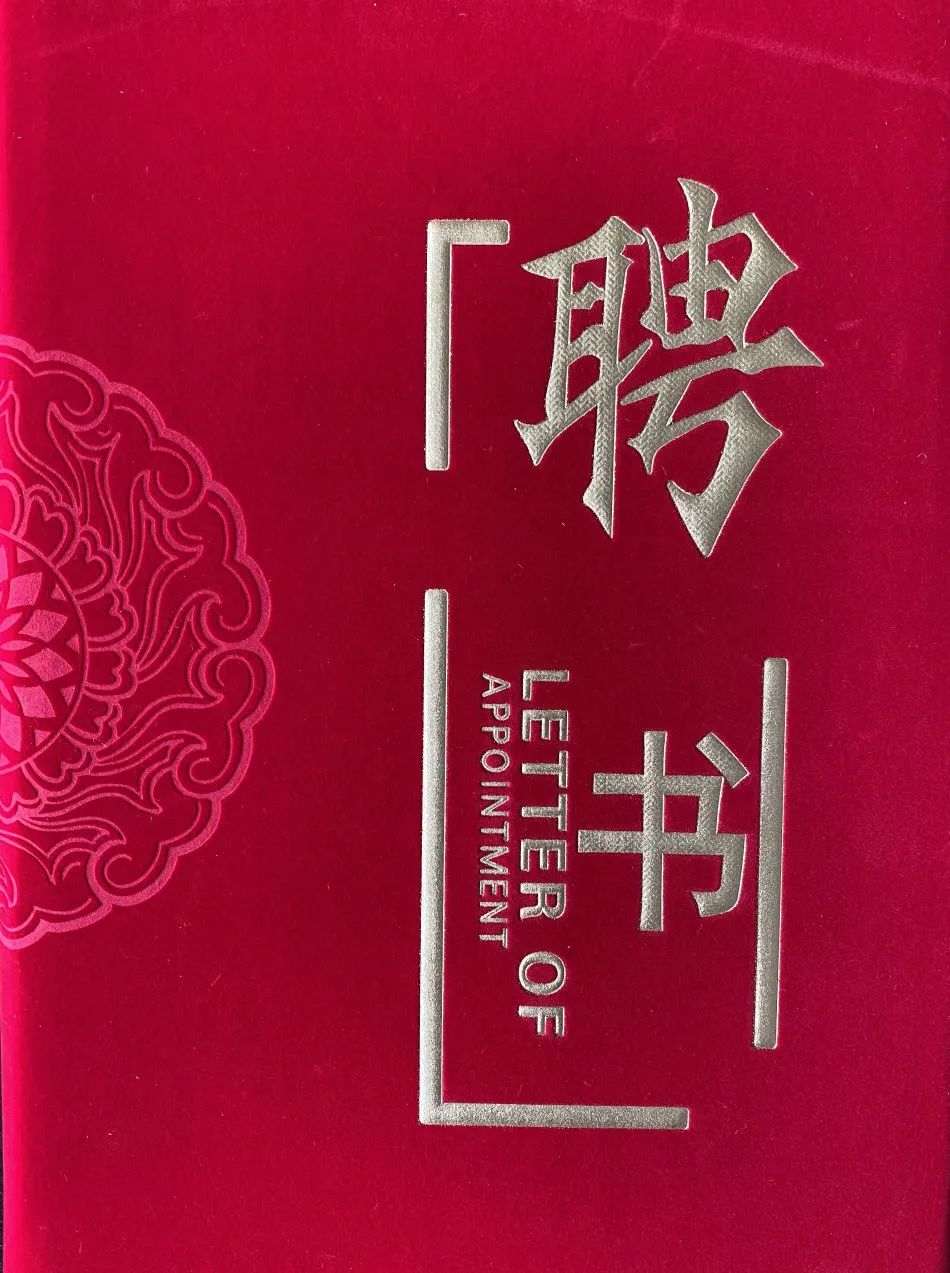 聘书
LETTER OF
APPOINTMENT